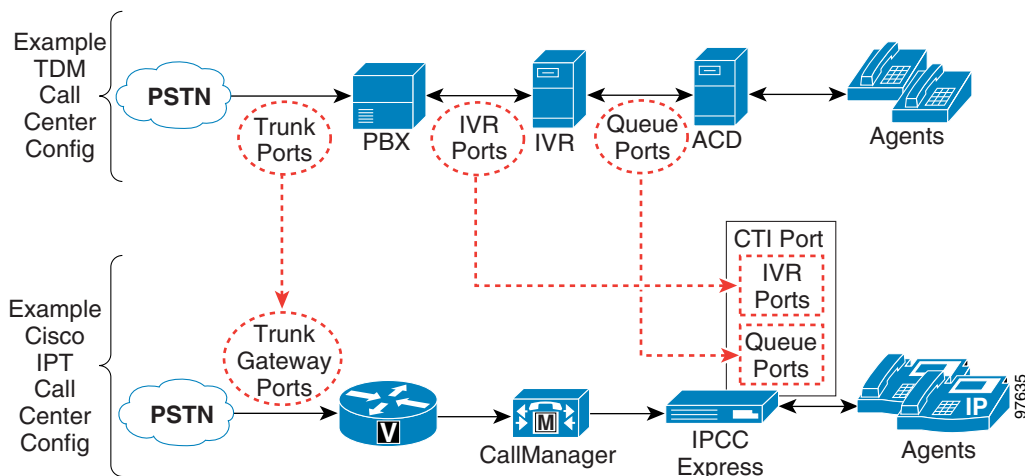 Example
TDM
Call
Center
Config
PSTN
Trunk
Ports
PBX
IVR
Ports
IVR
Queue
Ports
ACD
Agents
CTI Port
IVR
Ports
Queue
Ports
Example
Cisco
IPT
Call
Center
Config
Trunk
Gateway
Ports
PSTN
V
M
CallManager
IPCC
Express
IP
Agents
97635